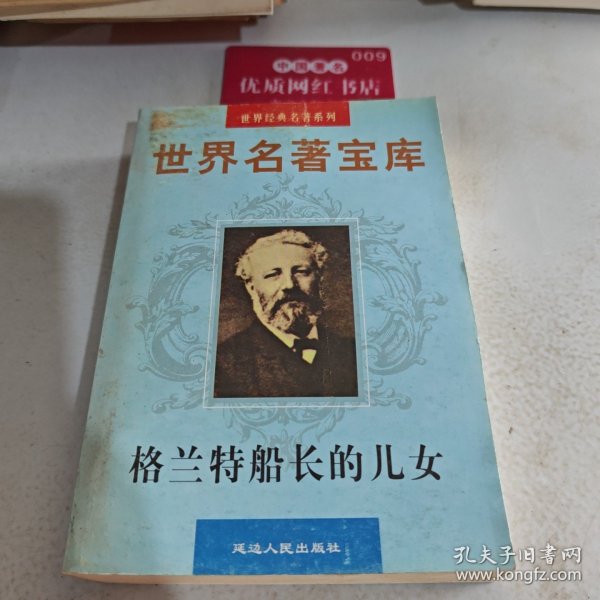 009
中国著名
优质网红书店
世界经典名著系列
世界名著宝库
格兰特船长的儿女
延边人民出版社
孔夫子旧书网
www.kongfz.com